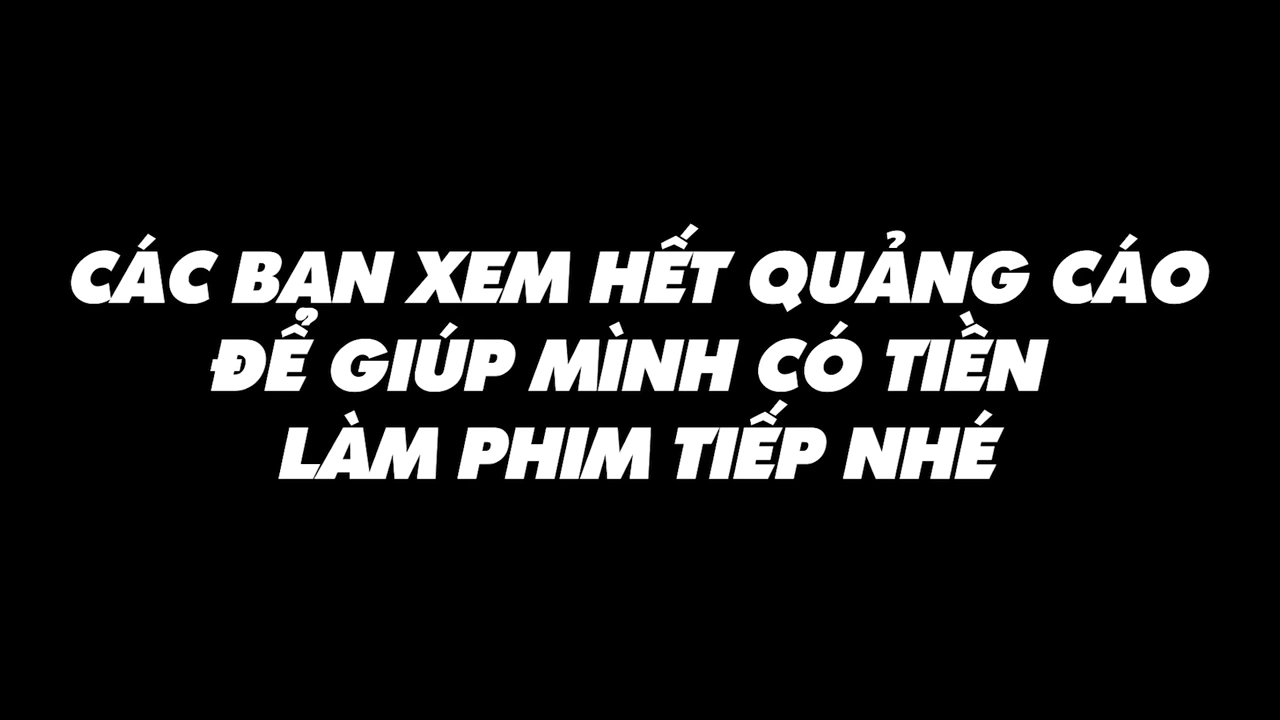 CÁC BẠN XEM HẾT QUẢNG CÁO
ĐỂ GIÚP MÌNH CÓ TIỀN
LÀM PHIM TIẾP NHÉ